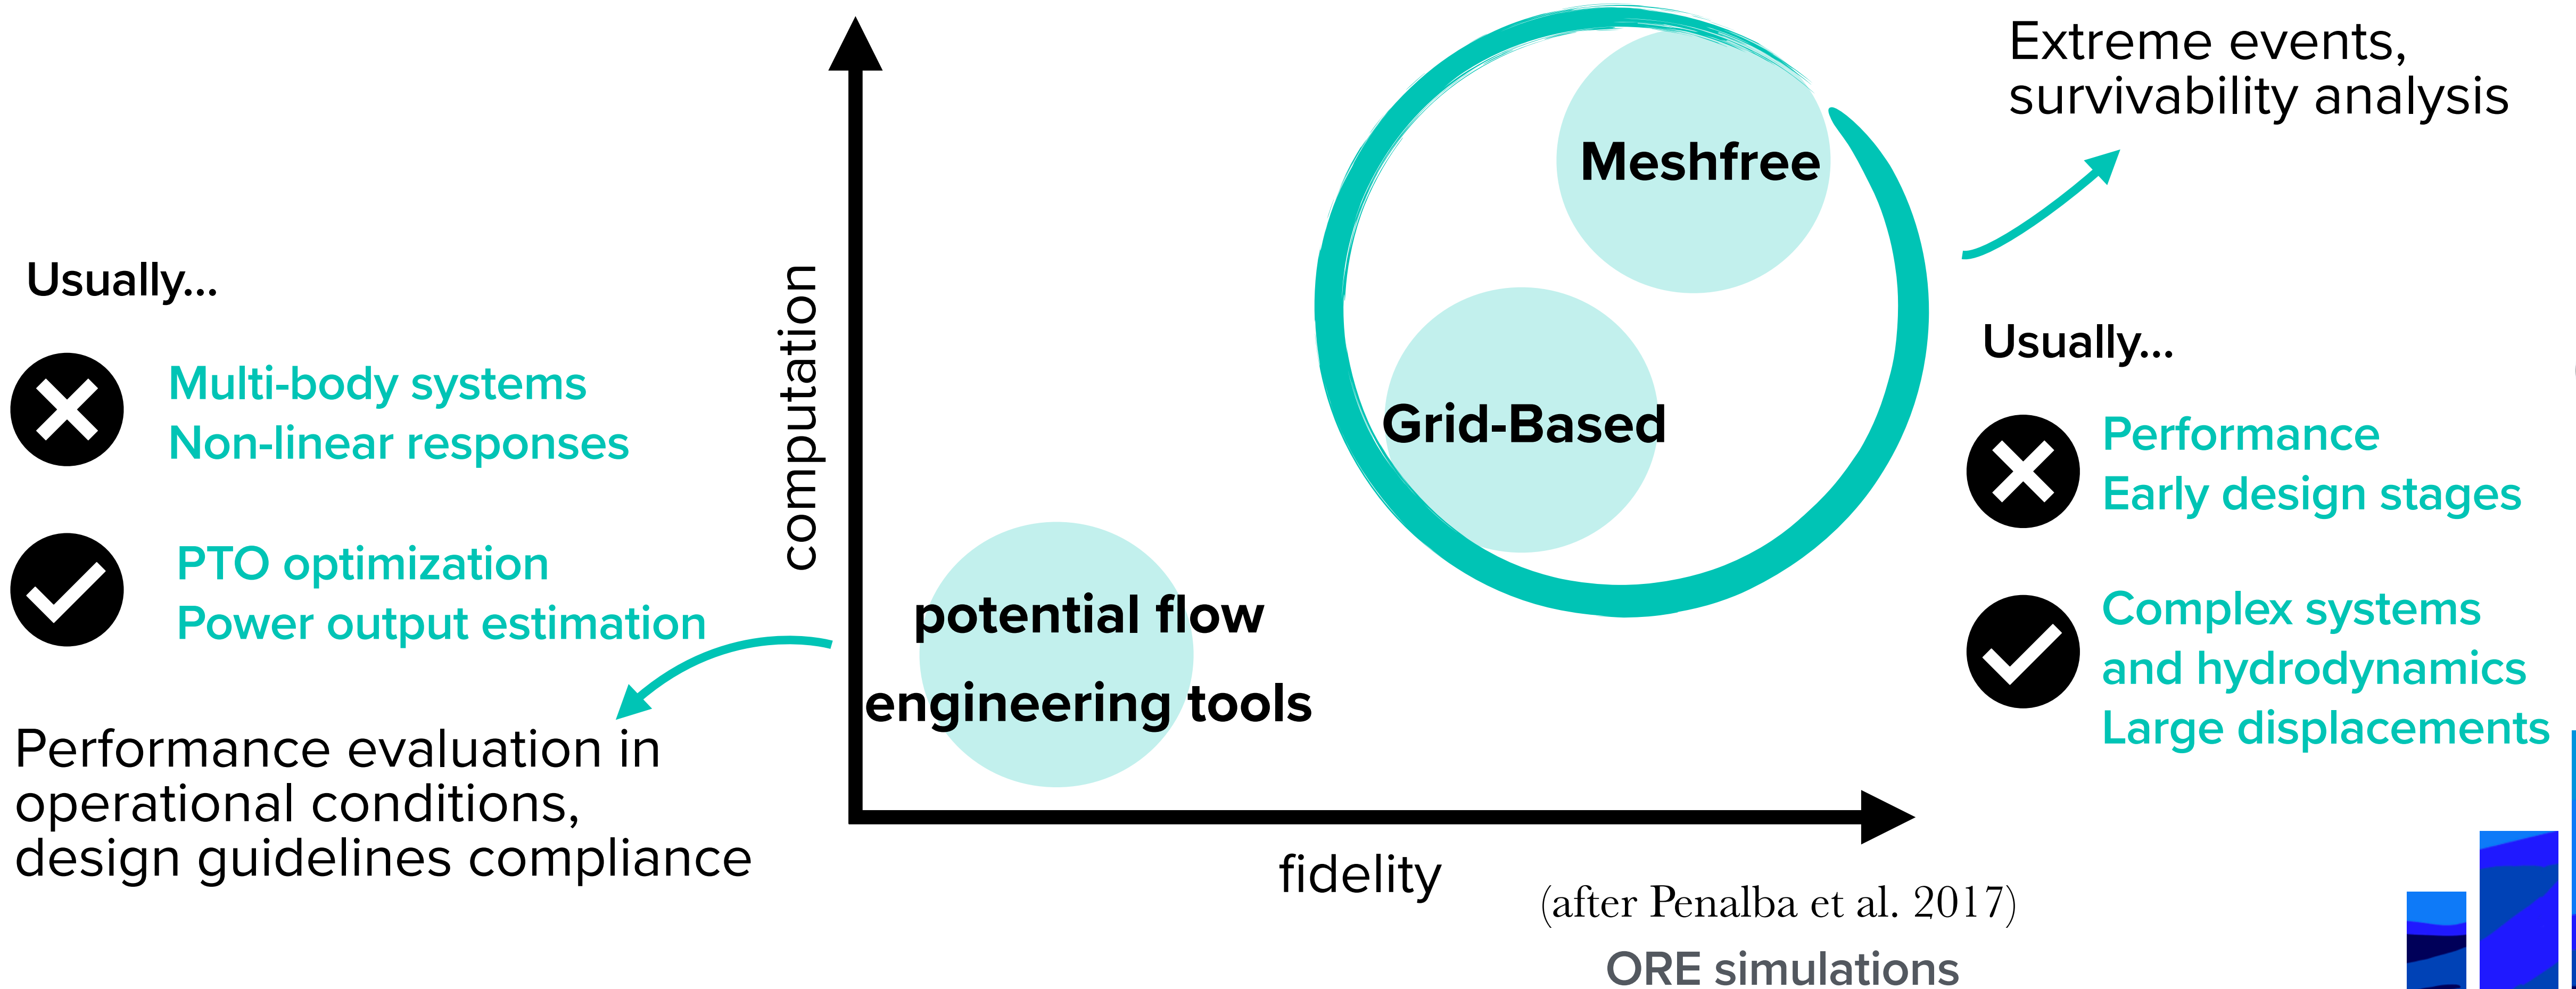 Usually...
Multi-body systems
Non-linear responses
PTO optimization
Power output estimation
Performance evaluation in
operational conditions,
design guidelines compliance
computation
Meshfree
Grid-Based
potential flow
engineering tools
fidelity
(after Penalba et al. 2017)
ORE simulations
Extreme events,
survivability analysis
Usually...
Performance
Early design stages
Complex systems
and hydrodynamics
Large displacements